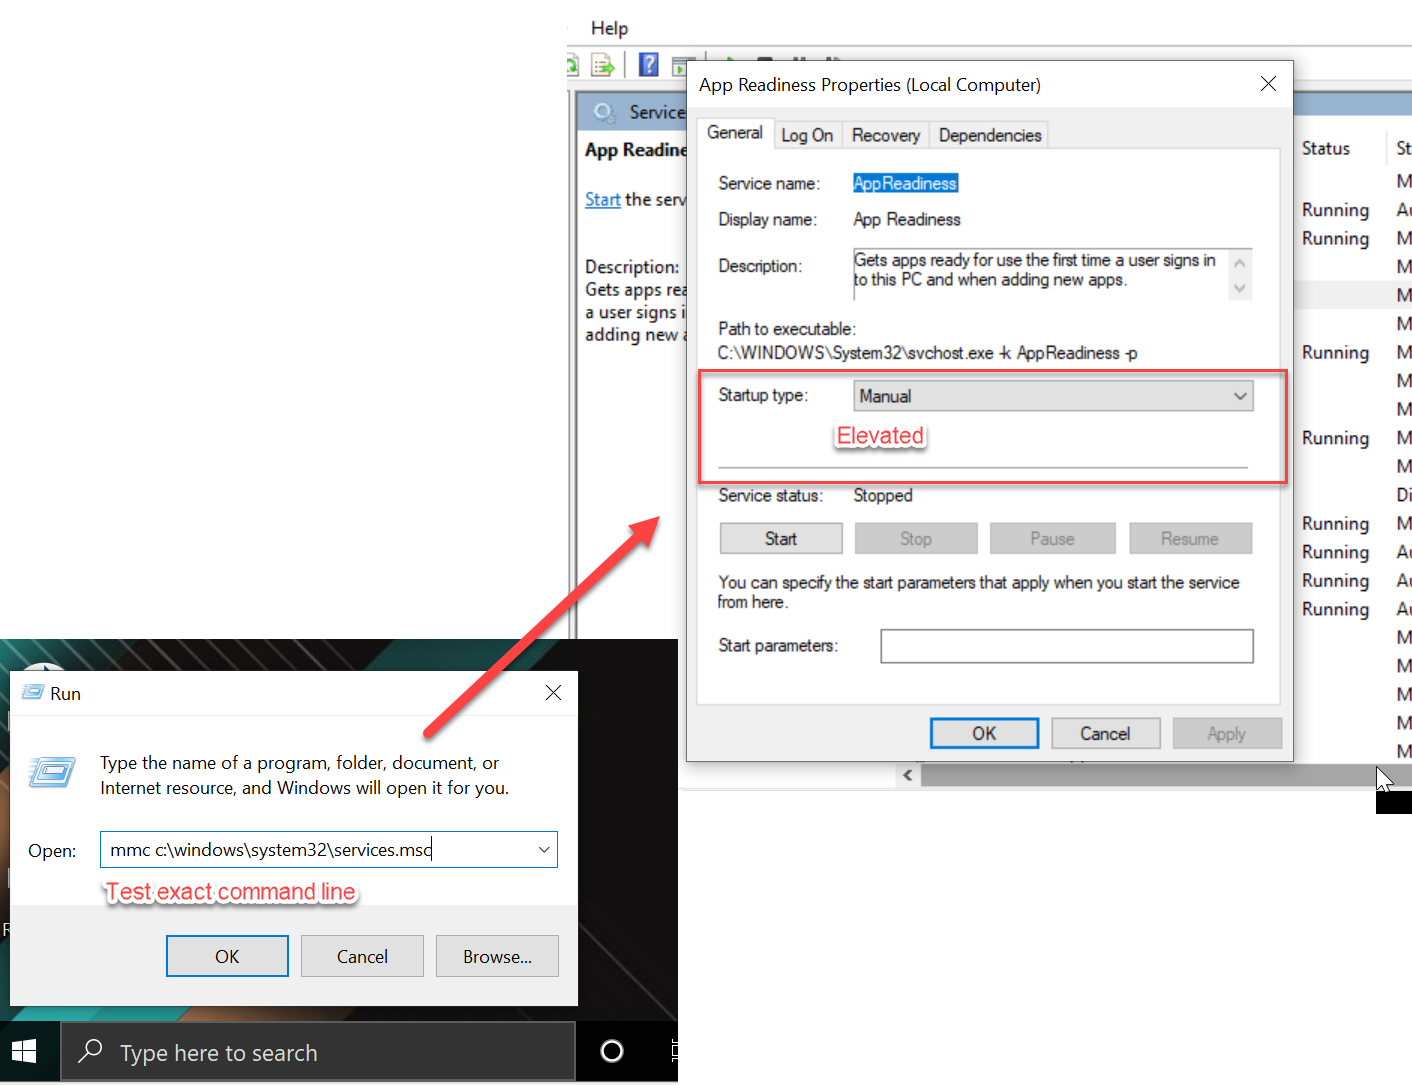 Help
App Readiness Properties (Local Computer)
Service
App Readine
Start the serv
Description:
Gets apps rea
a user signs i
adding new a
General Log On Recovery Dependencies
Service name: AppReadiness
Display name: App Readiness
Description: Gets apps ready for use the first time a user signs in
to this PC and when adding new apps.
Path to executable:
C:\WINDOWS\System32\svchost.exe -k AppReadiness -p
Startup type: Manual
Elevated
Service status: Stopped
Start Stop Pause Resume
You can specify the start parameters that apply when you start the service
from here.
Start parameters:
OK Cancel Apply
Status St
M
Running Au
Running M
M
M
M
Running M
M
M
Running M
M
Di
Running M
Running Au
Running Au
Running Au
M
M
M
M
M
Run
Type the name of a program, folder, document, or
Internet resource, and Windows will open it for you.
Open: mmc c:\windows\system32\services.msc
Test exact command line
OK Cancel Browse...
R
Type here to search